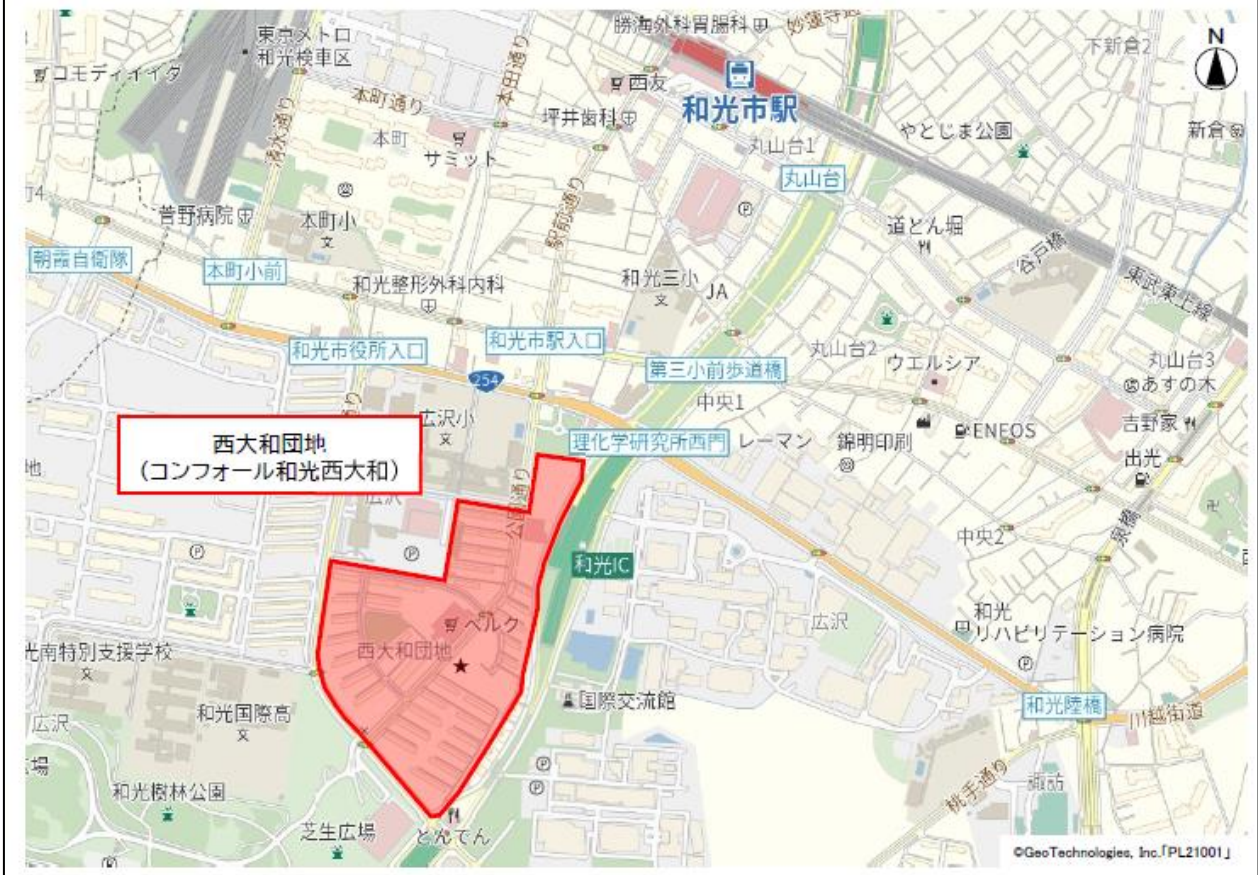 勝海外科胃腸科
妙蓮寺通
下新倉2
N
東京メトロ
和光検車区
コモディイイダ
本田通り
西友
和光市駅
本町通り
坪井歯科
本町
サミット
清水通り
丸山台1
やとじま公園
新倉
丸山台
菅野病院
本町小
文
駅前通り
道とん堀
谷戸橋
東武東上線
朝霞自衛隊
本町小前
和光整形外科内科
和光三小
文
JA
和光市役所入口
和光市駅入口
第三小前歩道橋
丸山台2
ウエルシア
丸山台3
あすの木
254
中央1
吉野家
広沢小
文
理化学研究所西門
レーマン
錦明印刷
ENEOS
出光
西大和団地
(コンフォール和光西大和)
広沢
公園通り
中央2
泉橋
和光IC
ベルク
西大和団地
★
広沢
和光
リハビリテーション病院
光南特別支援学校
文
国際交流館
和光陸橋
川越街道
広沢
和光国際高
文
場
和光樹林公園
桃手通り
諏訪
芝生広場
とんでん
©GeoTechnologies, Inc.「PL21001」